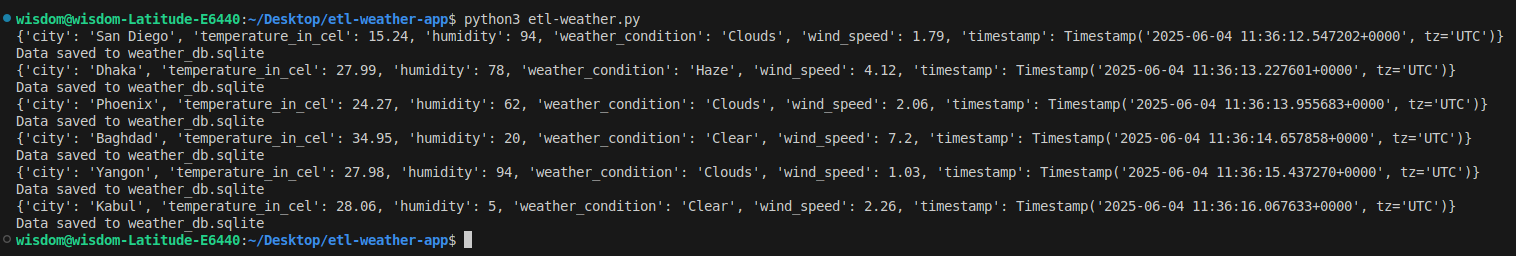 wisdom@wisdom-Latitude-E6440:~/Desktop/etl-weather-app$ python3 etl-weather.py
{'city': 'San Diego', 'temperature_in_cel': 15.24, 'humidity': 94, 'weather_condition': 'Clouds', 'wind_speed': 1.79, 'timestamp': Timestamp('2025-06-04 11:36:12.547202+0000', tz='UTC')}
Data saved to weather_db.sqlite
{'city': 'Dhaka', 'temperature_in_cel': 27.99, 'humidity': 78, 'weather_condition': 'Haze', 'wind_speed': 4.12, 'timestamp': Timestamp('2025-06-04 11:36:13.227601+0000', tz='UTC')}
Data saved to weather_db.sqlite
{'city': 'Phoenix', 'temperature_in_cel': 24.27, 'humidity': 62, 'weather_condition': 'Clouds', 'wind_speed': 2.06, 'timestamp': Timestamp('2025-06-04 11:36:13.955683+0000', tz='UTC')}
Data saved to weather_db.sqlite
{'city': 'Baghdad', 'temperature_in_cel': 34.95, 'humidity': 20, 'weather_condition': 'Clear', 'wind_speed': 7.2, 'timestamp': Timestamp('2025-06-04 11:36:14.657858+0000', tz='UTC')}
Data saved to weather_db.sqlite
{'city': 'Yangon', 'temperature_in_cel': 27.98, 'humidity': 94, 'weather_condition': 'Clouds', 'wind_speed': 1.03, 'timestamp': Timestamp('2025-06-04 11:36:15.437270+0000', tz='UTC')}
Data saved to weather_db.sqlite
{'city': 'Kabul', 'temperature_in_cel': 28.06, 'humidity': 5, 'weather_condition': 'Clear', 'wind_speed': 2.26, 'timestamp': Timestamp('2025-06-04 11:36:16.067633+0000', tz='UTC')}
Data saved to weather_db.sqlite
wisdom@wisdom-Latitude-E6440:~/Desktop/etl-weather-app$